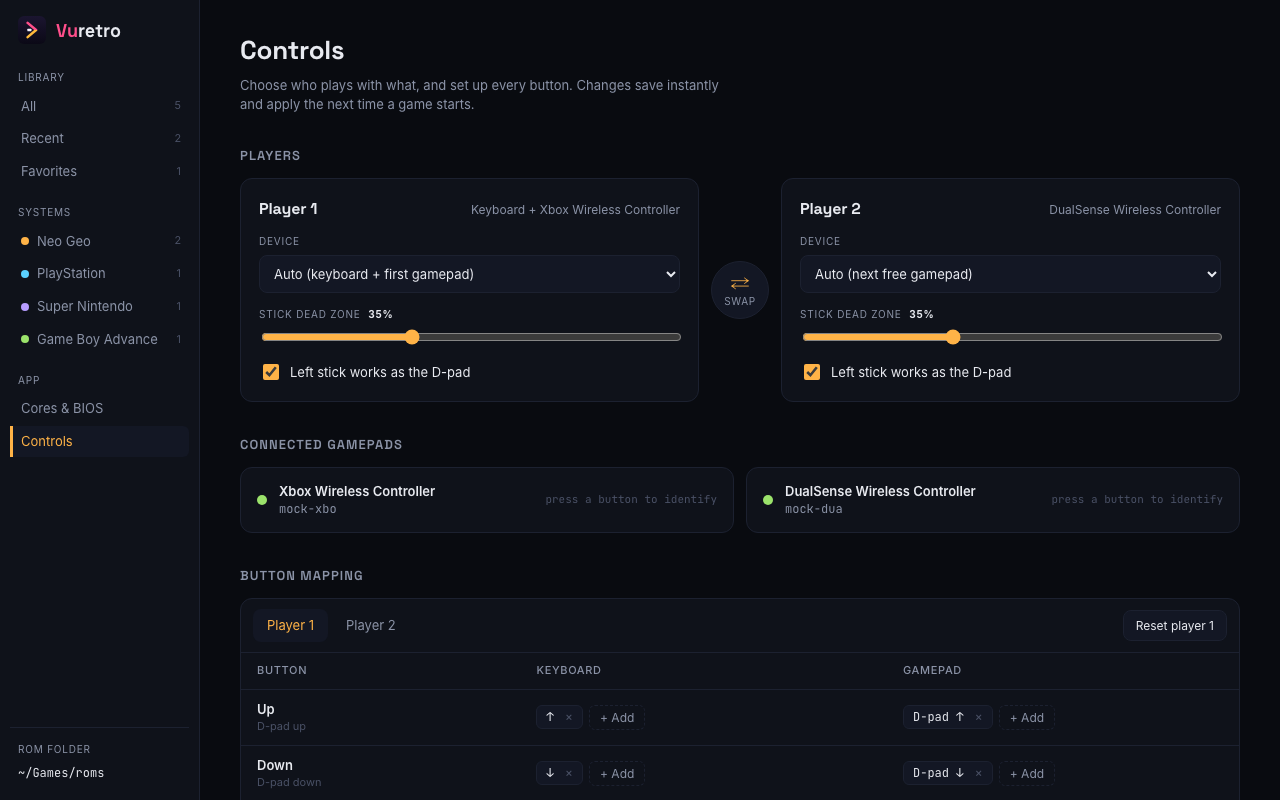 Vuretro
LIBRARY
All 5
Recent 2
Favorites 1
SYSTEMS
Neo Geo 2
PlayStation 1
Super Nintendo 1
Game Boy Advance 1
APP
Cores & BIOS
Controls
ROM FOLDER
~/Games/roms
Controls
Choose who plays with what, and set up every button. Changes save instantly
and apply the next time a game starts.
PLAYERS
Player 1 Keyboard + Xbox Wireless Controller
DEVICE
Auto (keyboard + first gamepad)
STICK DEAD ZONE 35%
Left stick works as the D-pad
⇄
SWAP
Player 2 DualSense Wireless Controller
DEVICE
Auto (next free gamepad)
STICK DEAD ZONE 35%
Left stick works as the D-pad
CONNECTED GAMEPADS
Xbox Wireless Controller
mock-xbo
press a button to identify
DualSense Wireless Controller
mock-dua
press a button to identify
BUTTON MAPPING
Player 1 Player 2 Reset player 1
BUTTON KEYBOARD GAMEPAD
Up
D-pad up
↑ × + Add D-pad ↑ × + Add
Down
D-pad down
↓ × + Add D-pad ↓ × + Add